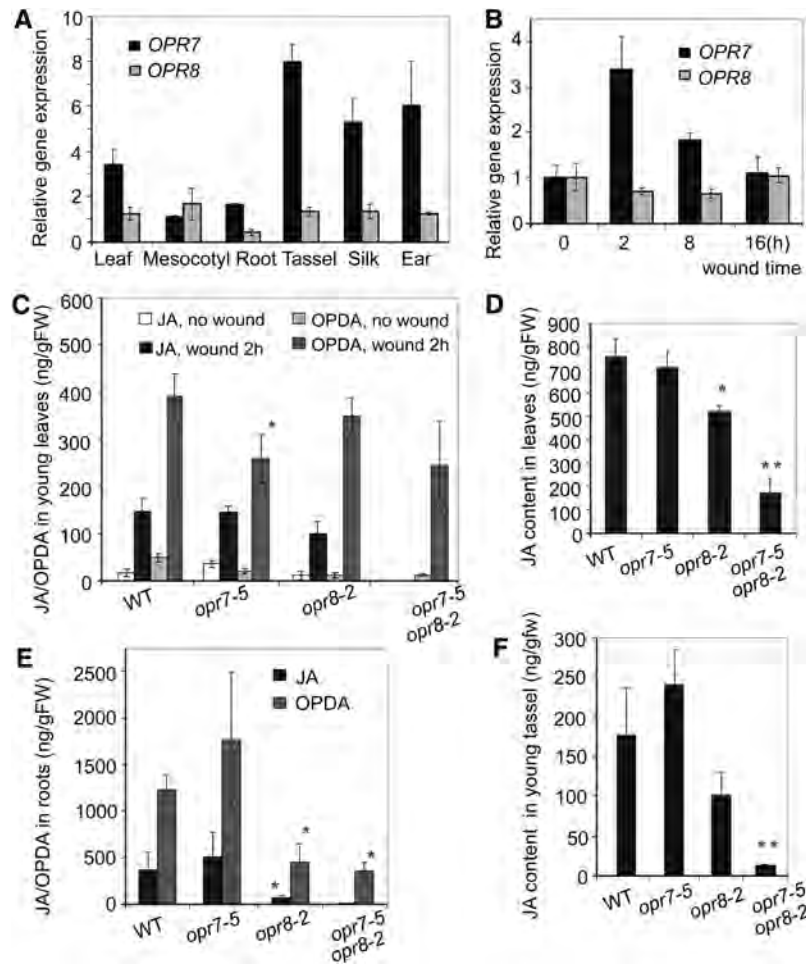 A
Relative gene expression
10
8
6
4
2
0
OPR7
OPR8
Leaf Mesocotyl Root Tassel Silk Ear
B
Relative gene expression
4
3
2
1
0
OPR7
OPR8
0 2 8 16(h)
wound time
C
JA/OPDA in young leaves (ng/gFW)
600
500
400
300
200
100
0
JA, no wound
OPDA, no wound
JA, wound 2h
OPDA, wound 2h
*
WT
opr7-5
opr8-2
opr7-5
opr8-2
D
JA content in leaves (ng/gFW)
900
800
700
600
500
400
300
200
100
0
*
**
WT
opr7-5
opr8-2
opr7-5
opr8-2
E
JA/OPDA in roots (ng/gFW)
2500
2000
1500
1000
500
0
JA
OPDA
*
*
*
WT
opr7-5
opr8-2
opr7-5
opr8-2
F
JA content in young tassel (ng/gfw)
300
250
200
150
100
50
0
**
WT
opr7-5
opr8-2
opr7-5
opr8-2